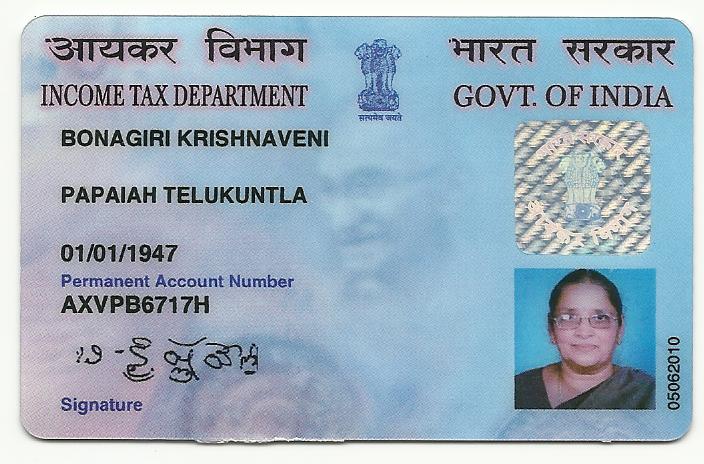 आयकर विभाग
भारत सरकार
INCOME TAX DEPARTMENT
GOVT. OF INDIA
सत्यमेव जयते
BONAGIRI KRISHNAVENI
PAPAIAH TELUKUNTLA
01/01/1947
Permanent Account Number
AXVPB6717H
Signature
05062010